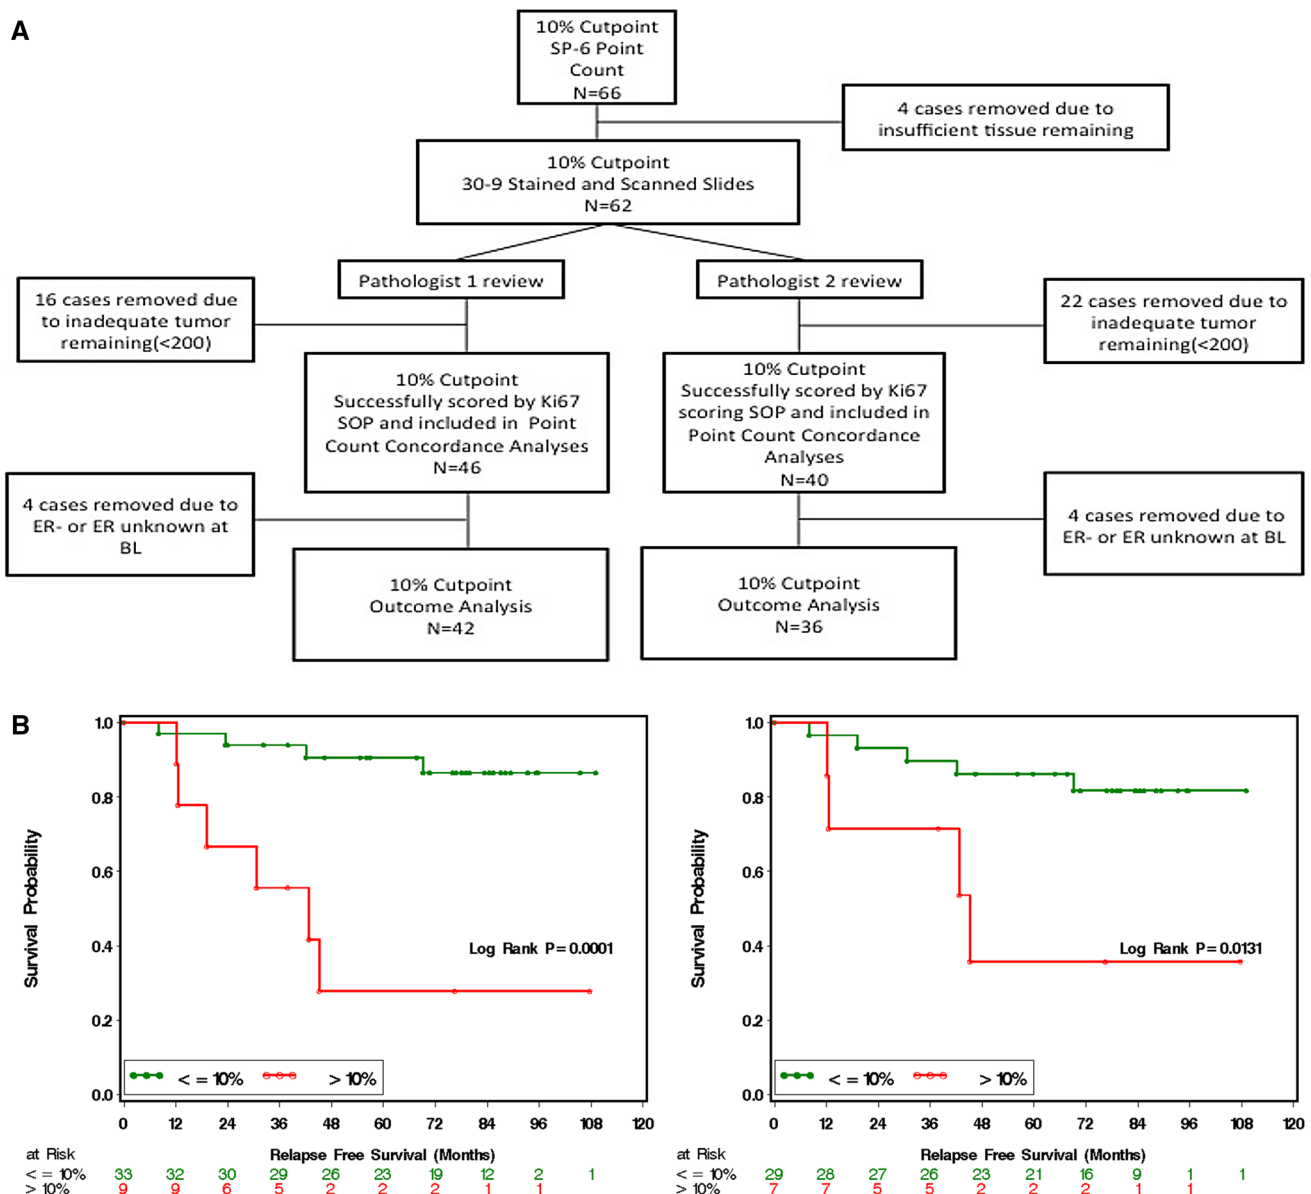 A
10% Cutpoint
SP-6 Point
Count
N=66
4 cases removed due to
insufficient tissue remaining
10% Cutpoint
30-9 Stained and Scanned Slides
N=62
Pathologist 1 review
Pathologist 2 review
16 cases removed due
to inadequate tumor
remaining(<200)
22 cases removed due to
inadequate tumor
remaining(<200)
10% Cutpoint
Successfully scored by Ki67
SOP and included in Point
Count Concordance Analyses
N=46
10% Cutpoint
Successfully scored by Ki67
scoring SOP and included in
Point Count Concordance
Analyses
N=40
4 cases removed due to
ER- or ER unknown at
BL
4 cases removed due to
ER- or ER unknown at BL
10% Cutpoint
Outcome Analysis
N=42
10% Cutpoint
Outcome Analysis
N=36
B
Survival Probability
1.0
0.8
0.6
0.4
0.2
0.0
Log Rank P=0.0001
<=10% >10%
0 12 24 36 48 60 72 84 96 108 120
at Risk Relapse Free Survival (Months)
<=10% 33 32 30 29 26 23 19 12 2 1
>10% 9 9 6 5 2 2 2 1 1
Survival Probability
1.0
0.8
0.6
0.4
0.2
0.0
Log Rank P=0.0131
<=10% >10%
0 12 24 36 48 60 72 84 96 108 120
at Risk Relapse Free Survival (Months)
<=10% 29 28 27 26 23 21 16 9 1 1
>10% 7 7 5 5 2 2 2 1 1